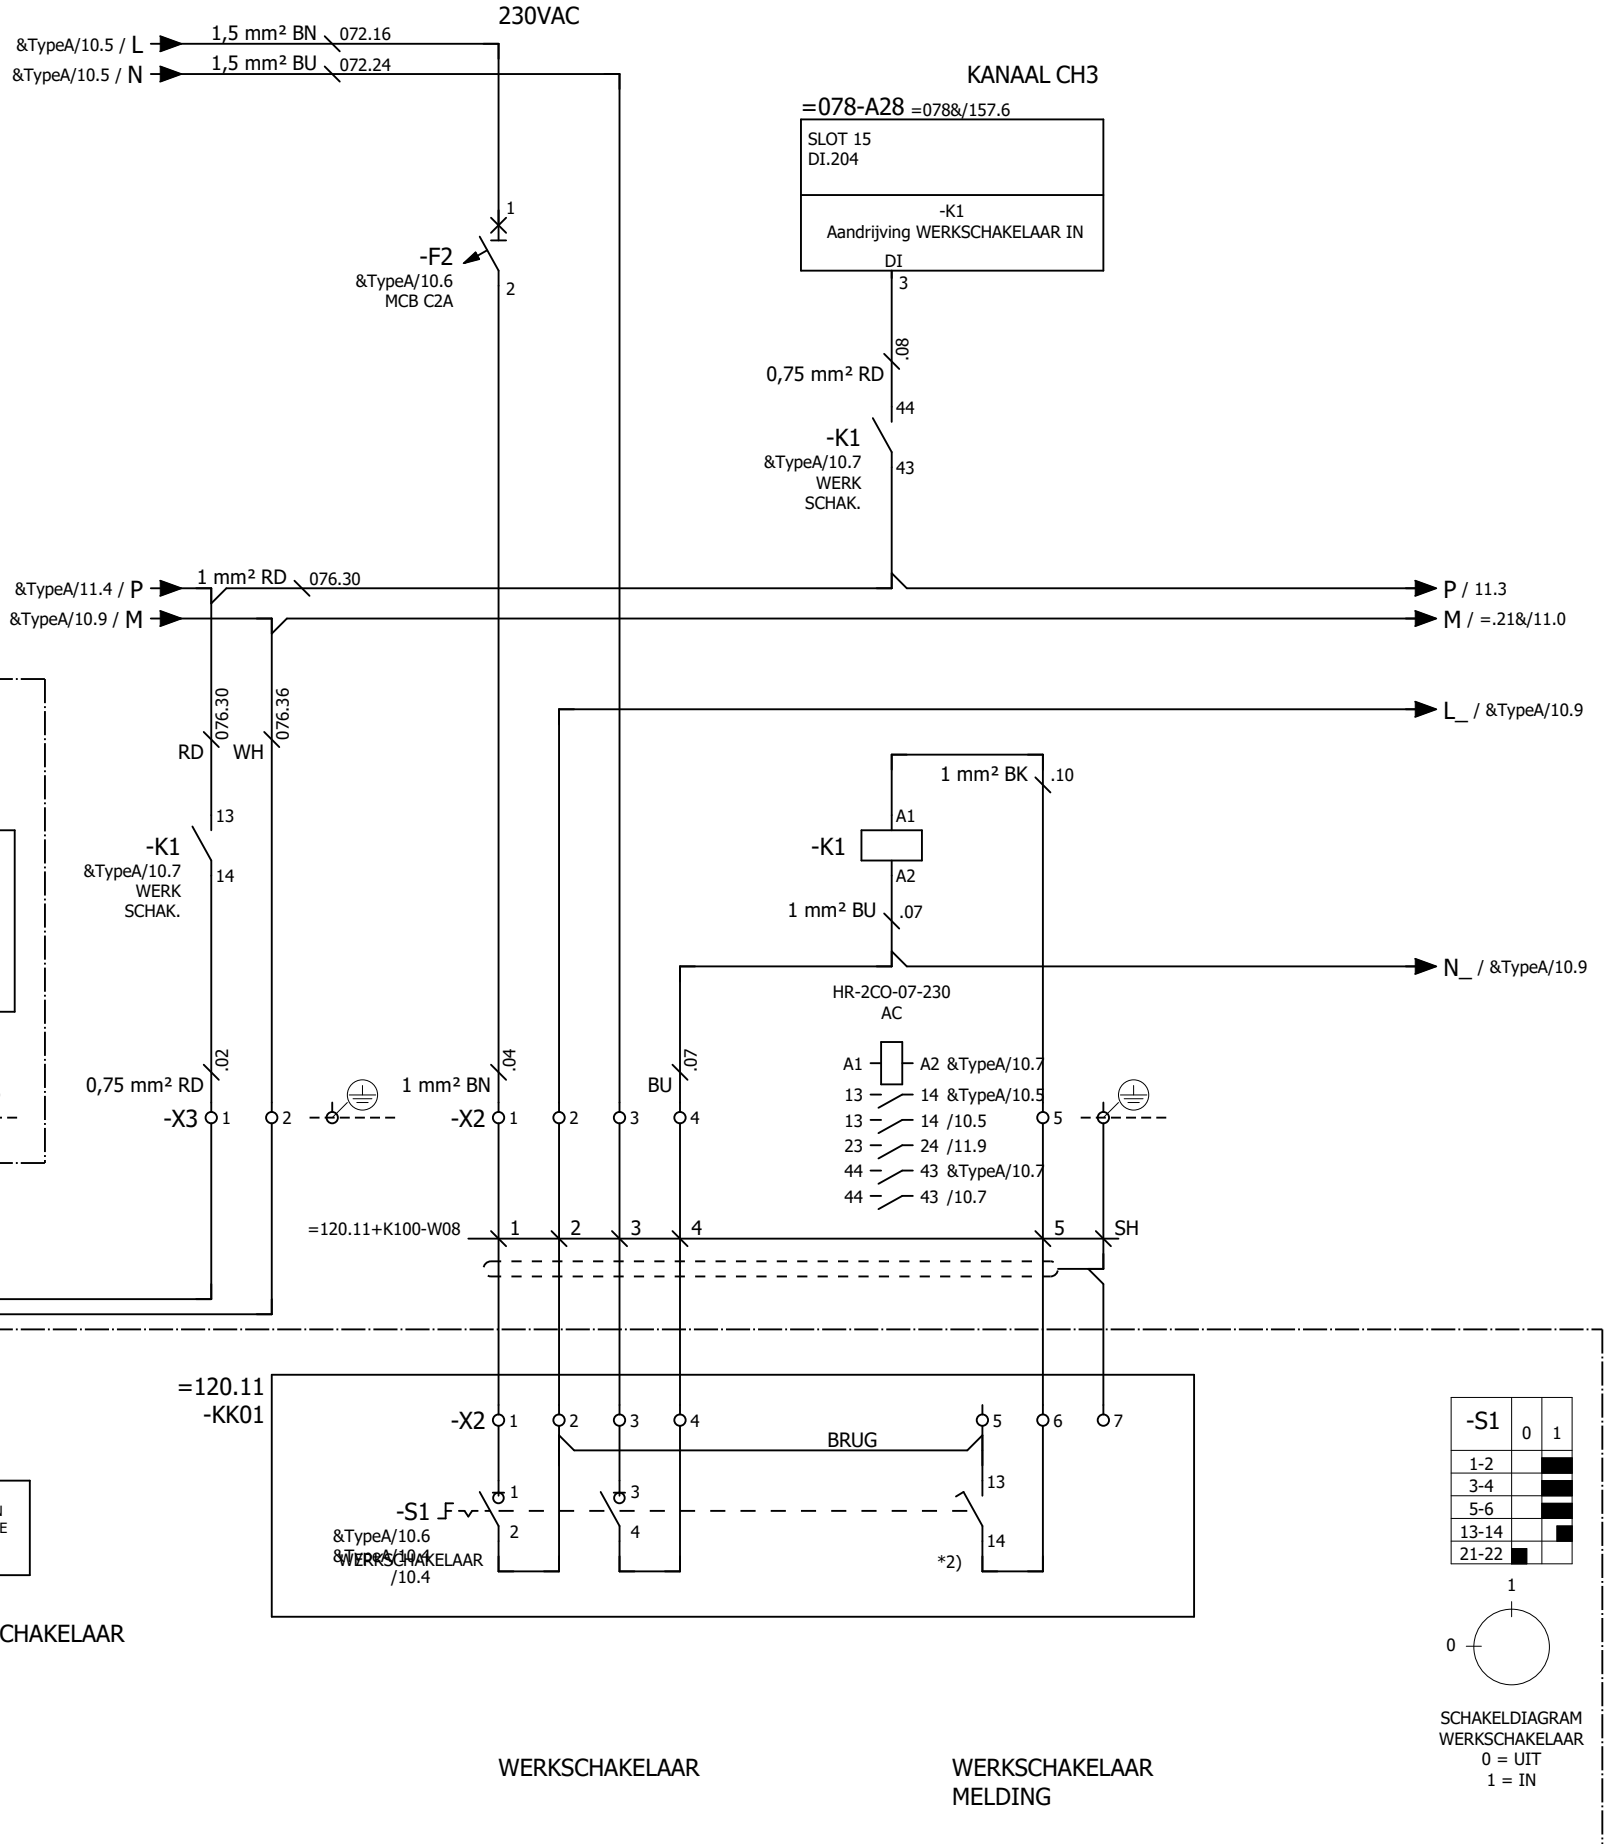 230VAC
&TypeA/10.5 / L
1,5 mm² BN
072.16
&TypeA/10.5 / N
1,5 mm² BU
072.24
KANAAL CH3
=078-A28 =078&/157.6
SLOT 15
DI.204
-K1
Aandrijving WERKSCHAKELAAR IN
DI
3
1
-F2
&TypeA/10.6
MCB C2A
2
.08
0,75 mm² RD
44
-K1
&TypeA/10.7
WERK
SCHAK.
43
&TypeA/11.4 / P
1 mm² RD
076.30
P / 11.3
&TypeA/10.9 / M
M / =.21&/11.0
076.30
076.36
RD
WH
L_ / &TypeA/10.9
1 mm² BK
.10
13
-K1
&TypeA/10.7
WERK
SCHAK.
14
A1
-K1
A2
1 mm² BU
.07
N_ / &TypeA/10.9
HR-2CO-07-230
AC
A1
A2 &TypeA/10.7
13
14 &TypeA/10.5
13
14 /10.5
23
24 /11.9
44
43 &TypeA/10.7
44
43 /10.7
.02
0,75 mm² RD
.04
1 mm² BN
.07
BU
-X3
1
2
-X2
1
2
3
4
5
=120.11+K100-W08
1
2
3
4
5
SH
=120.11
-KK01
-X2
1
2
3
4
5
6
7
BRUG
-S1
1
2
3
4
13
14
&TypeA/10.6
&TypeA/10.4
WERKSCHAKELAAR
/10.4
*2)
-S1
0
1
1-2
3-4
5-6
13-14
21-22
1
0
SCHAKELDIAGRAM
WERKSCHAKELAAR
0 = UIT
1 = IN
N
E
CHAKELAAR
WERKSCHAKELAAR
WERKSCHAKELAAR
MELDING